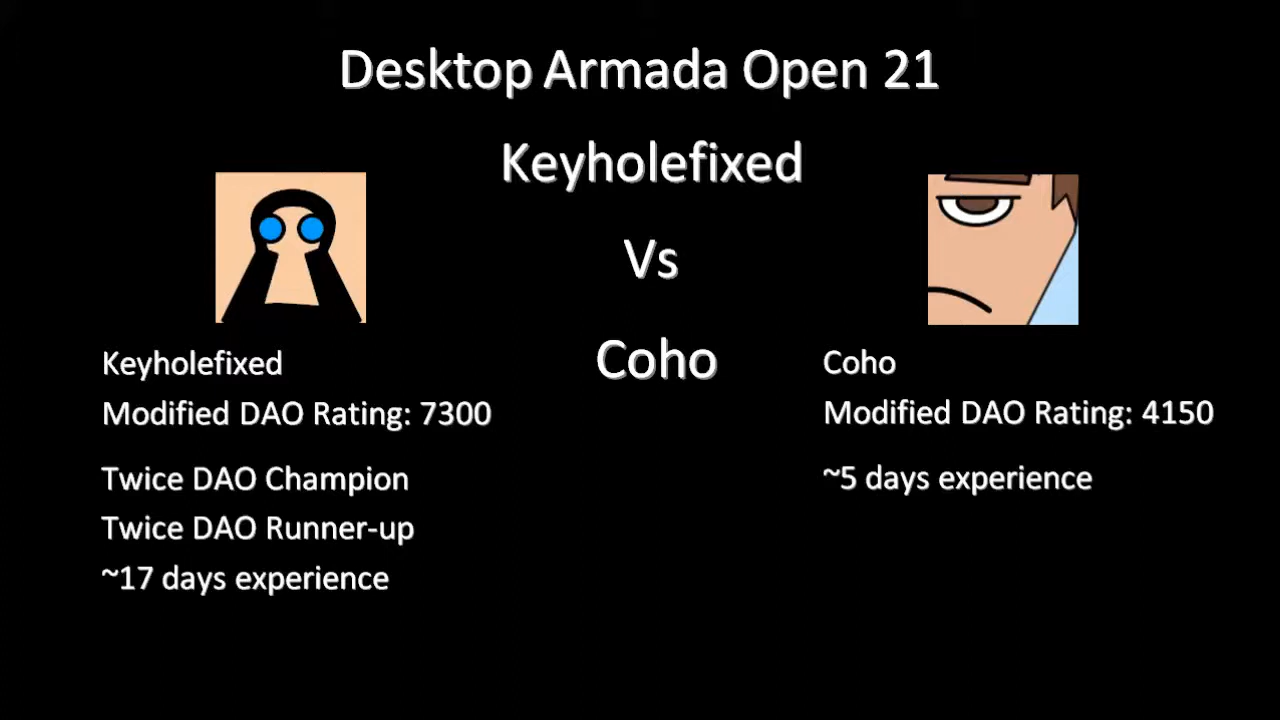 Desktop Armada Open 21
Keyholefixed
Vs
Coho
Keyholefixed
Modified DAO Rating: 7300
Twice DAO Champion
Twice DAO Runner-up
~17 days experience
Coho
Modified DAO Rating: 4150
~5 days experience